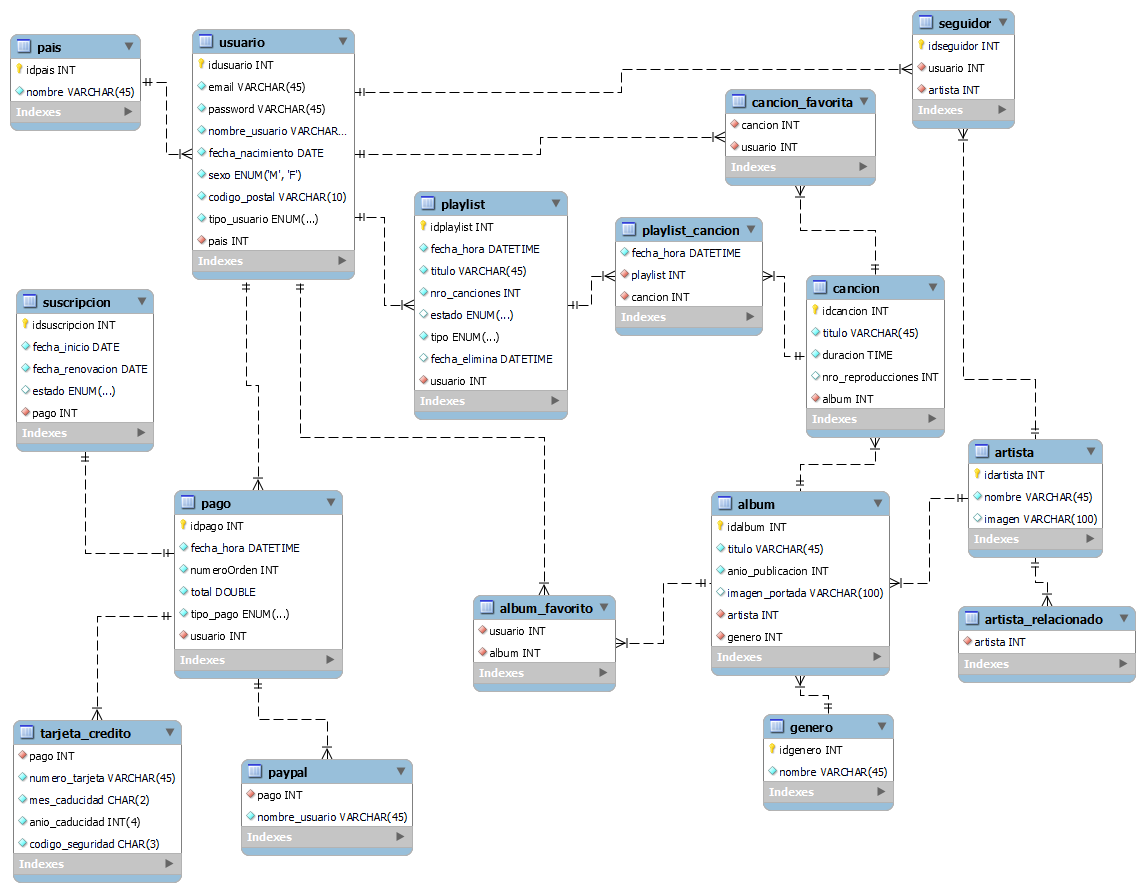 pais
idpais INT
nombre VARCHAR(45)
Indexes
usuario
idusuario INT
email VARCHAR(45)
password VARCHAR(45)
nombre_usuario VARCHAR...
fecha_nacimiento DATE
sexo ENUM('M', 'F')
codigo_postal VARCHAR(10)
tipo_usuario ENUM(...)
pais INT
Indexes
seguidor
idseguidor INT
usuario INT
artista INT
Indexes
cancion_favorita
cancion INT
usuario INT
Indexes
playlist
idplaylist INT
fecha_hora DATETIME
titulo VARCHAR(45)
nro_canciones INT
estado ENUM(...)
tipo ENUM(...)
fecha_elimina DATETIME
usuario INT
Indexes
playlist_cancion
fecha_hora DATETIME
playlist INT
cancion INT
Indexes
cancion
idcancion INT
titulo VARCHAR(45)
duracion TIME
nro_reproducciones INT
album INT
Indexes
suscripcion
idsuscripcion INT
fecha_inicio DATE
fecha_renovacion DATE
estado ENUM(...)
pago INT
Indexes
artista
idartista INT
nombre VARCHAR(45)
imagen VARCHAR(100)
Indexes
pago
idpago INT
fecha_hora DATETIME
numeroOrden INT
total DOUBLE
tipo_pago ENUM(...)
usuario INT
Indexes
album
idalbum INT
titulo VARCHAR(45)
anio_publicacion INT
imagen_portada VARCHAR(100)
artista INT
genero INT
Indexes
album_favorito
usuario INT
album INT
Indexes
artista_relacionado
artista INT
Indexes
tarjeta_credito
pago INT
numero_tarjeta VARCHAR(45)
mes_caducidad CHAR(2)
anio_caducidad INT(4)
codigo_seguridad CHAR(3)
Indexes
paypal
pago INT
nombre_usuario VARCHAR(45)
Indexes
genero
idgenero INT
nombre VARCHAR(45)
Indexes